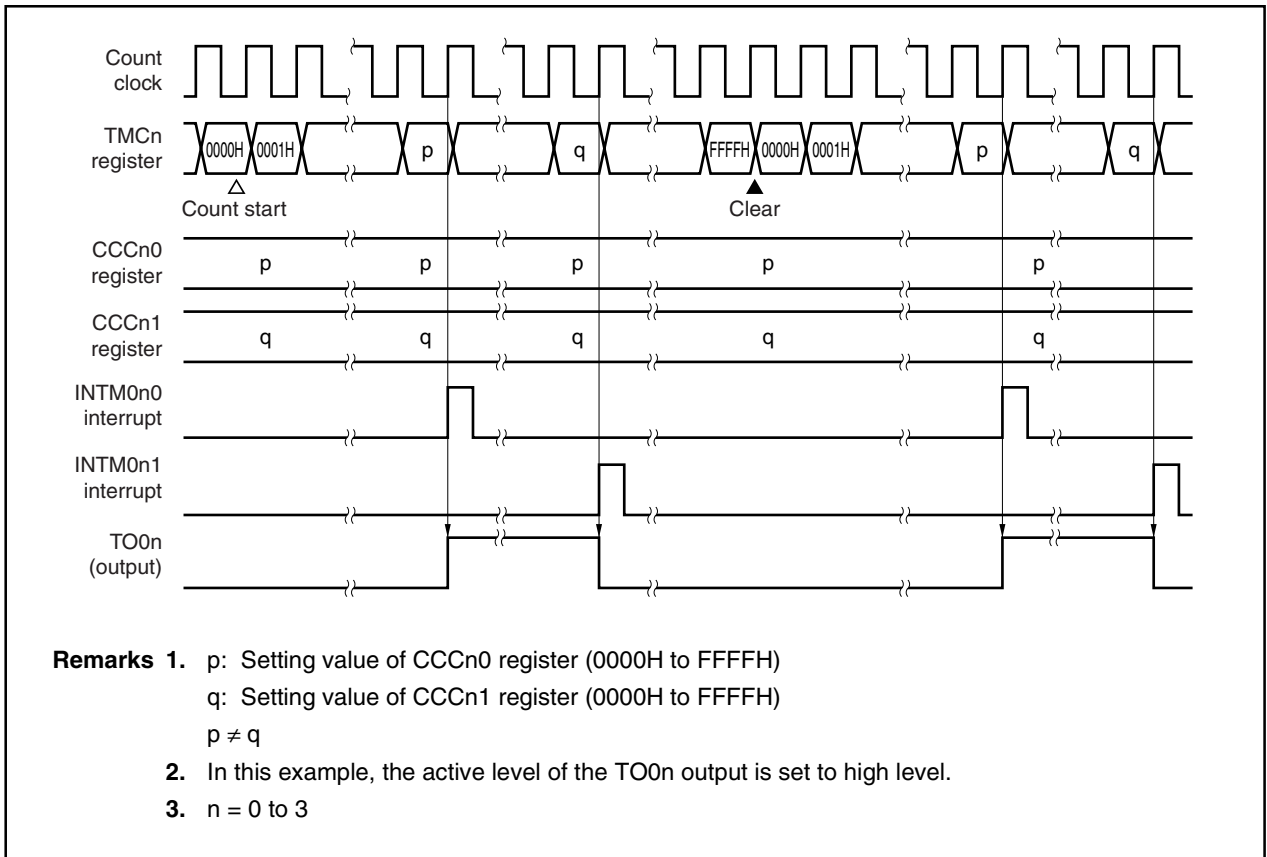 Count
clock
TMCn
register
0000H 0001H p q FFFFH 0000H 0001H p q
Count start Clear
CCCn0
register
p p p p p
CCCn1
register
q q q q q
INTM0n0
interrupt
INTM0n1
interrupt
TO0n
(output)
Remarks 1. p: Setting value of CCCn0 register (0000H to FFFFH)
q: Setting value of CCCn1 register (0000H to FFFFH)
p ≠ q
2. In this example, the active level of the TO0n output is set to high level.
3. n = 0 to 3